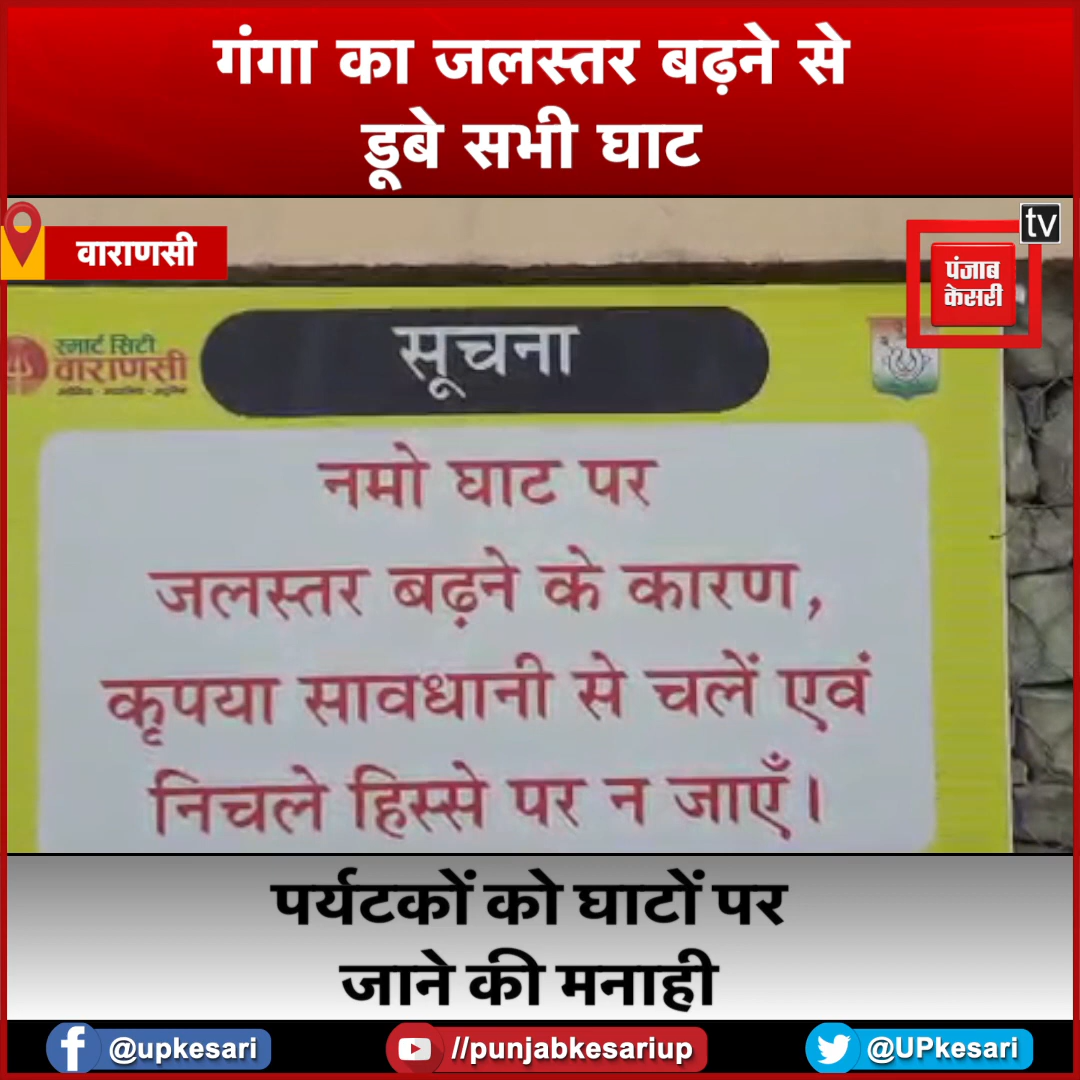 गंगा का जलस्तर बढ़ने से
डूबे सभी घाट
वाराणसी
tv
पंजाब
केसरी
स्मार्ट सिटी
वाराणसी
सूचना
नमो घाट पर
जलस्तर बढ़ने के कारण,
कृपया सावधानी से चलें एवं
निचले हिस्से पर न जाएँ।
पर्यटकों को घाटों पर
जाने की मनाही
@upkesari
//punjabkesariup
@UPkesari